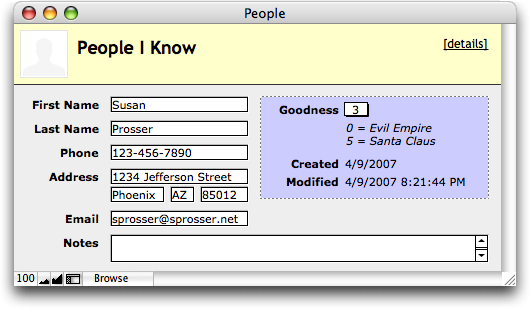 People
People I Know
[details]
First Name Susan
Last Name Prosser
Phone 123-456-7890
Address 1234 Jefferson Street
Phoenix AZ 85012
Email sprosser@sprosser.net
Notes
Goodness 3
0 = Evil Empire
5 = Santa Claus
Created 4/9/2007
Modified 4/9/2007 8:21:44 PM
100 Browse